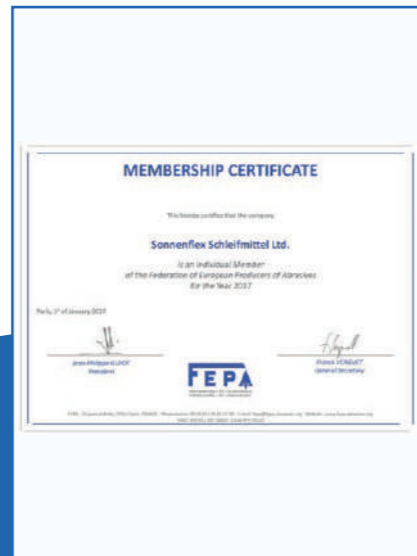 MEMBERSHIP CERTIFICATE
This hereby certifies that the company
Sonnenflex Schleifmittel Ltd.
is an Individual Member
of the Federation of European Producers of Abrasives
for the Year 2017
Paris, 1st of January 2017
President
General Secretary
FEPA